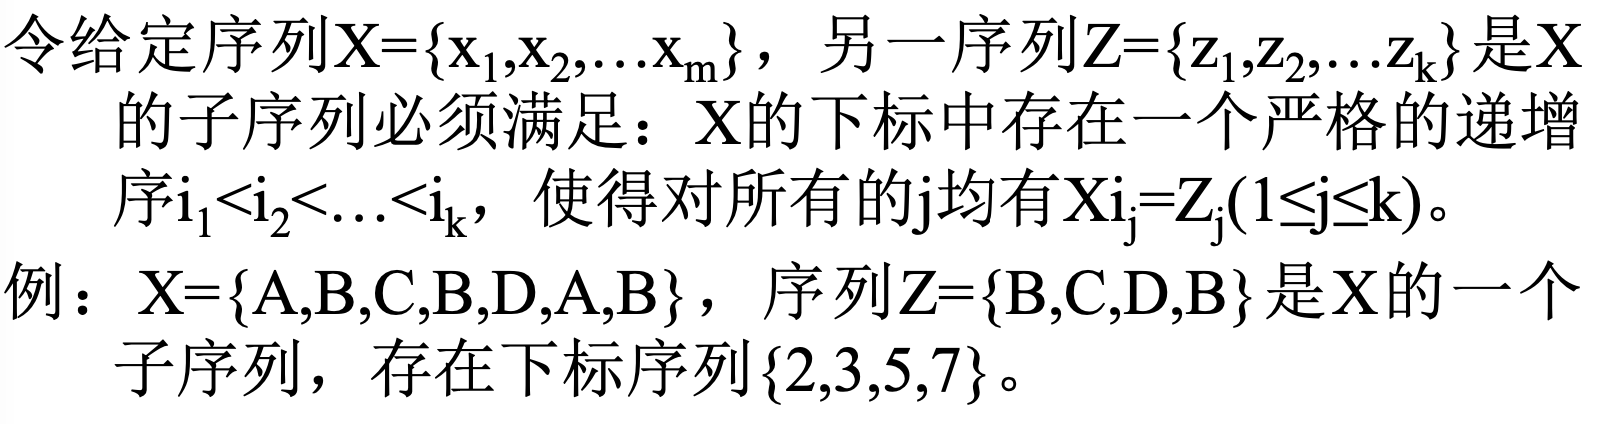 令给定序列X={x₁,x₂,…xₘ}，另一序列Z={z₁,z₂,…zₖ}是X
的子序列必须满足：X的下标中存在一个严格的递增
序i₁<i₂<…<iₖ，使得对所有的j均有Xiⱼ=Zⱼ(1≤j≤k)。
例：X={A,B,C,B,D,A,B}，序列Z={B,C,D,B}是X的一个
子序列，存在下标序列{2,3,5,7}。